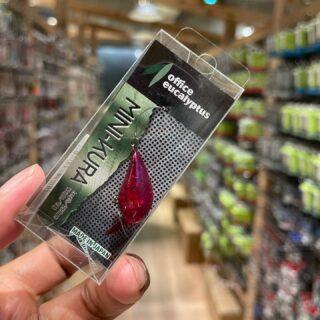 office
eucalyptus
MINI-KURA
MADE IN JAPAN